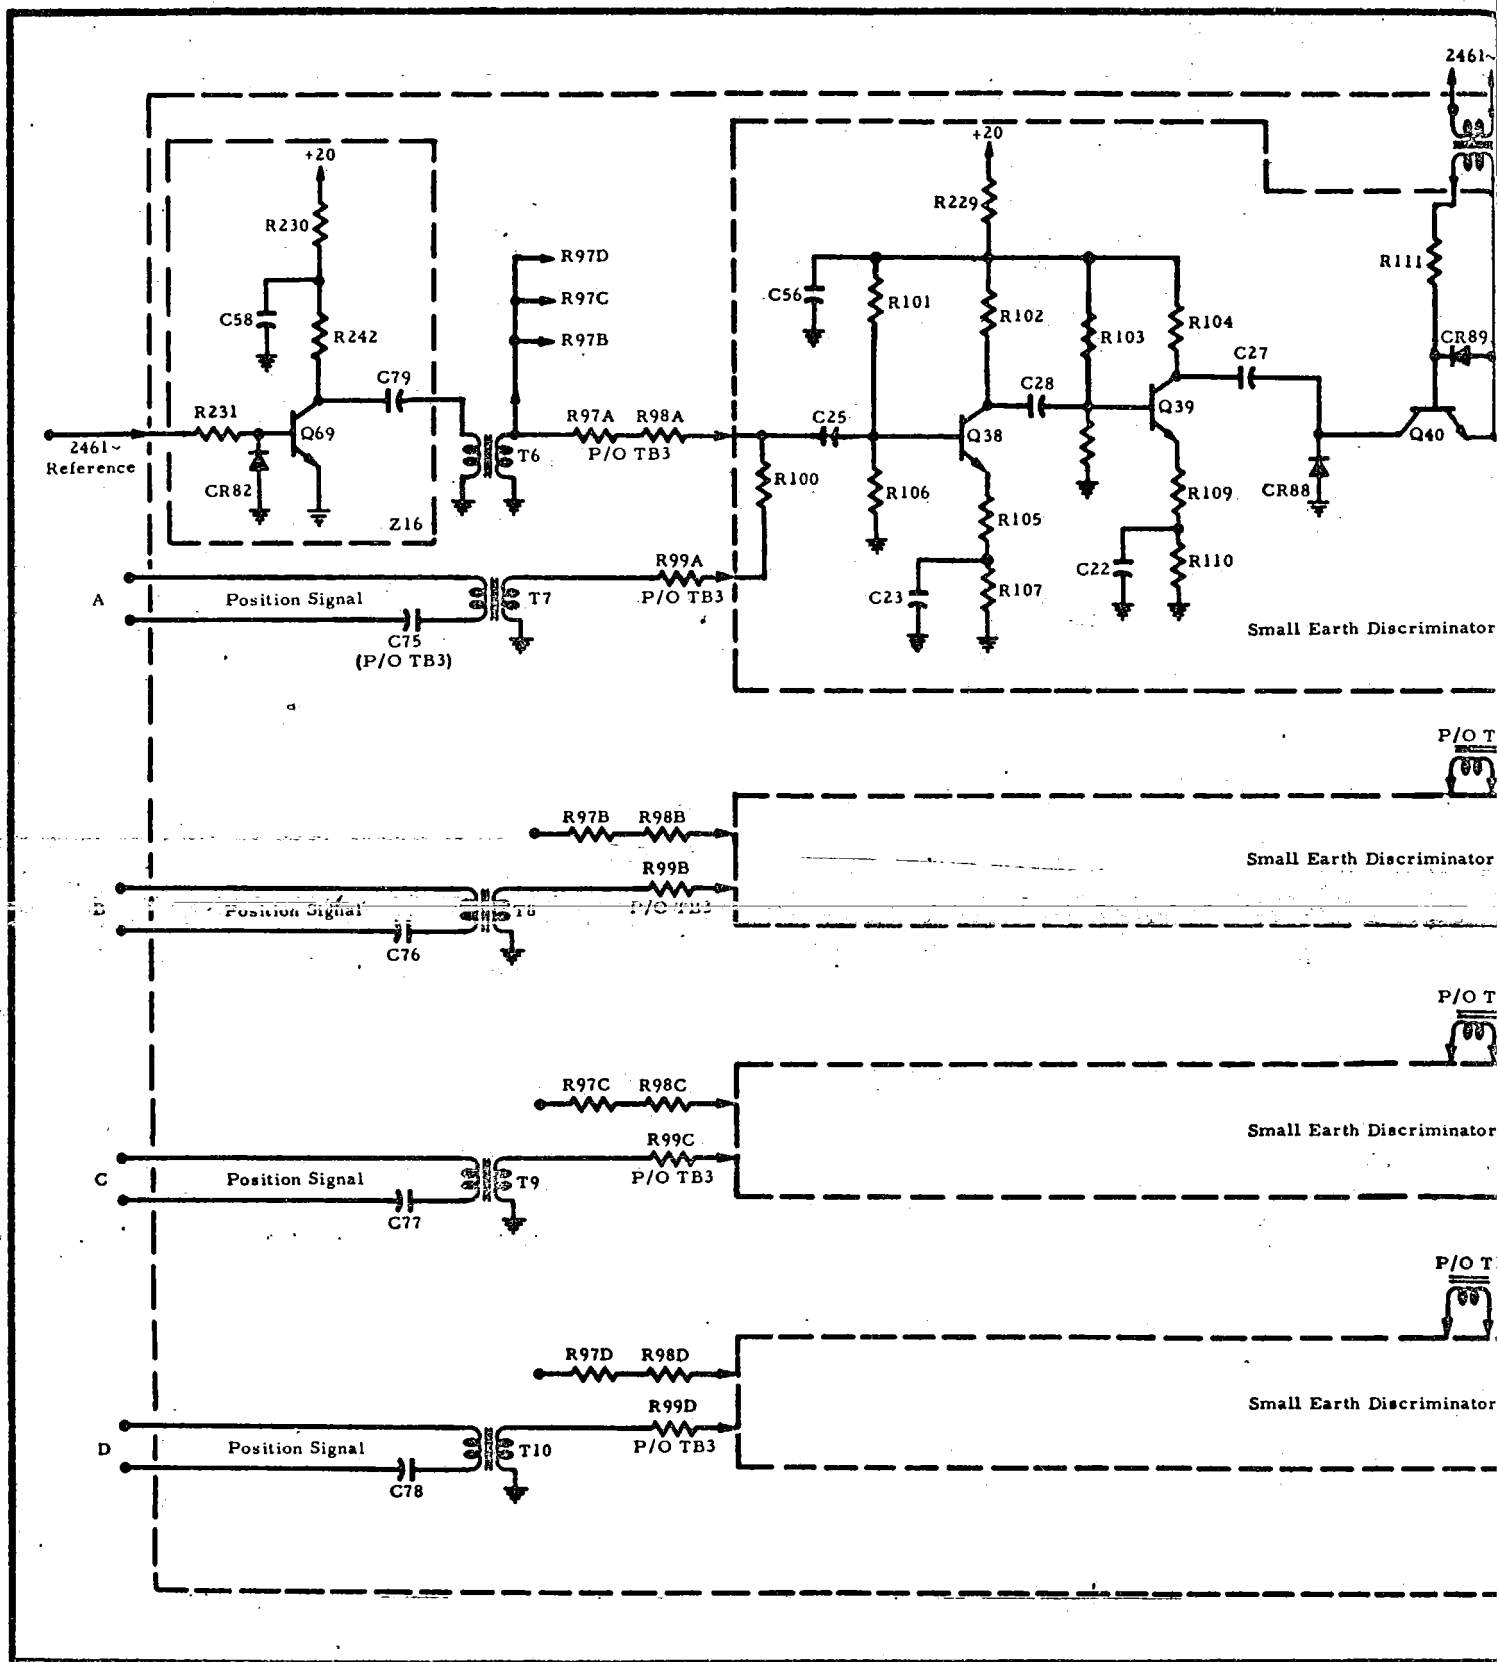 2461~
+20
+20
R230
R229
R97D
R111
R97C
C56
R101
C58
R102
R104
R242
R97B
R103
CR89
C79
C27
C28
R231
R97A R98A
C25
Q39
Q69
Q38
Q40
2461~
Reference
T6
P/O TB3
R100
R106
R109
CR88
CR82
Z16
R105
R99A
C22
R110
A
Position Signal
T7
P/O TB3
C23
R107
C75
(P/O TB3)
Small Earth Discriminator
P/O T
R97B R98B
Small Earth Discriminator
R99B
Position Signal
P/O TB3
C76
P/O T
R97C R98C
Small Earth Discriminator
R99C
C
Position Signal
T9
P/O TB3
C77
P/O T
R97D R98D
Small Earth Discriminator
R99D
D
Position Signal
T10
P/O TB3
C78